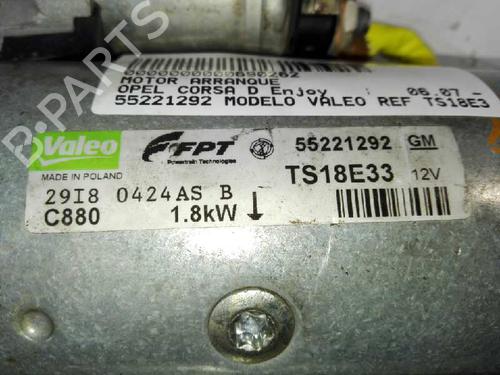 0000000000690262
MOTOR ARRANQUE
OPEL CORSA D Enjoy : 06.07 -
55221292 MODELO VALEO REF TS18E3
Valeo
FPT
Powertrain Technologies
55221292 GM
MADE IN POLAND
TS18E33 12V
29I8 0424AS B
C880 1.8kW
B-PARTS